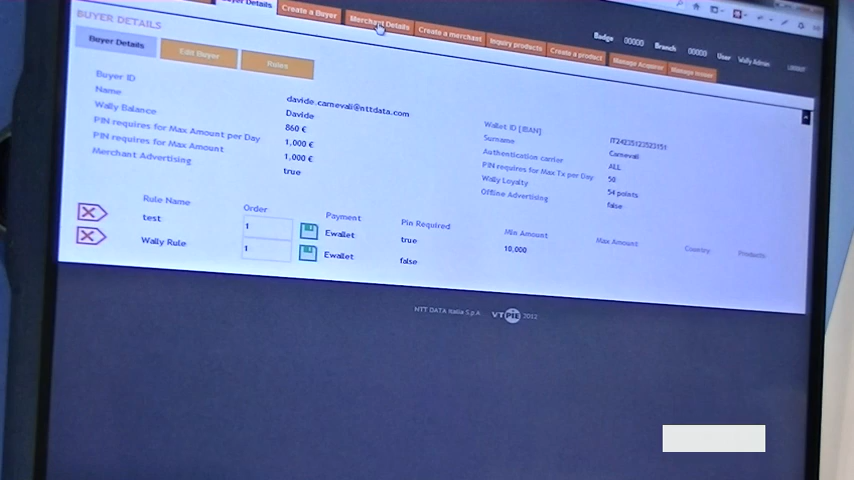 Buyer Details
Create a Buyer
Merchant Details
Create a merchant
Inquiry products
Create a product
Manage Acquirer
Manage Issuer
Badge 00000 Branch 00000 User Wally Admin
BUYER DETAILS
Buyer Details
Edit Buyer
Rules
Buyer ID davide.carnevali@nttdata.com
Name Davide
Wally Balance 860 €
PIN requires for Max Amount per Day 1,000 €
PIN requires for Max Amount 1,000 €
Merchant Advertising true
Wallet ID [IBAN]
Surname Carnevali
Authentication carrier ALL
PIN requires for Max Tx per Day 50
Wally Loyalty 54 points
Offline Advertising false
Rule Name Order Payment Pin Required Min Amount Max Amount Country Products
test 1 Ewallet true 10,000
Wally Rule 1 Ewallet false
NTT DATA Italia S.p.A VTPIE 2012